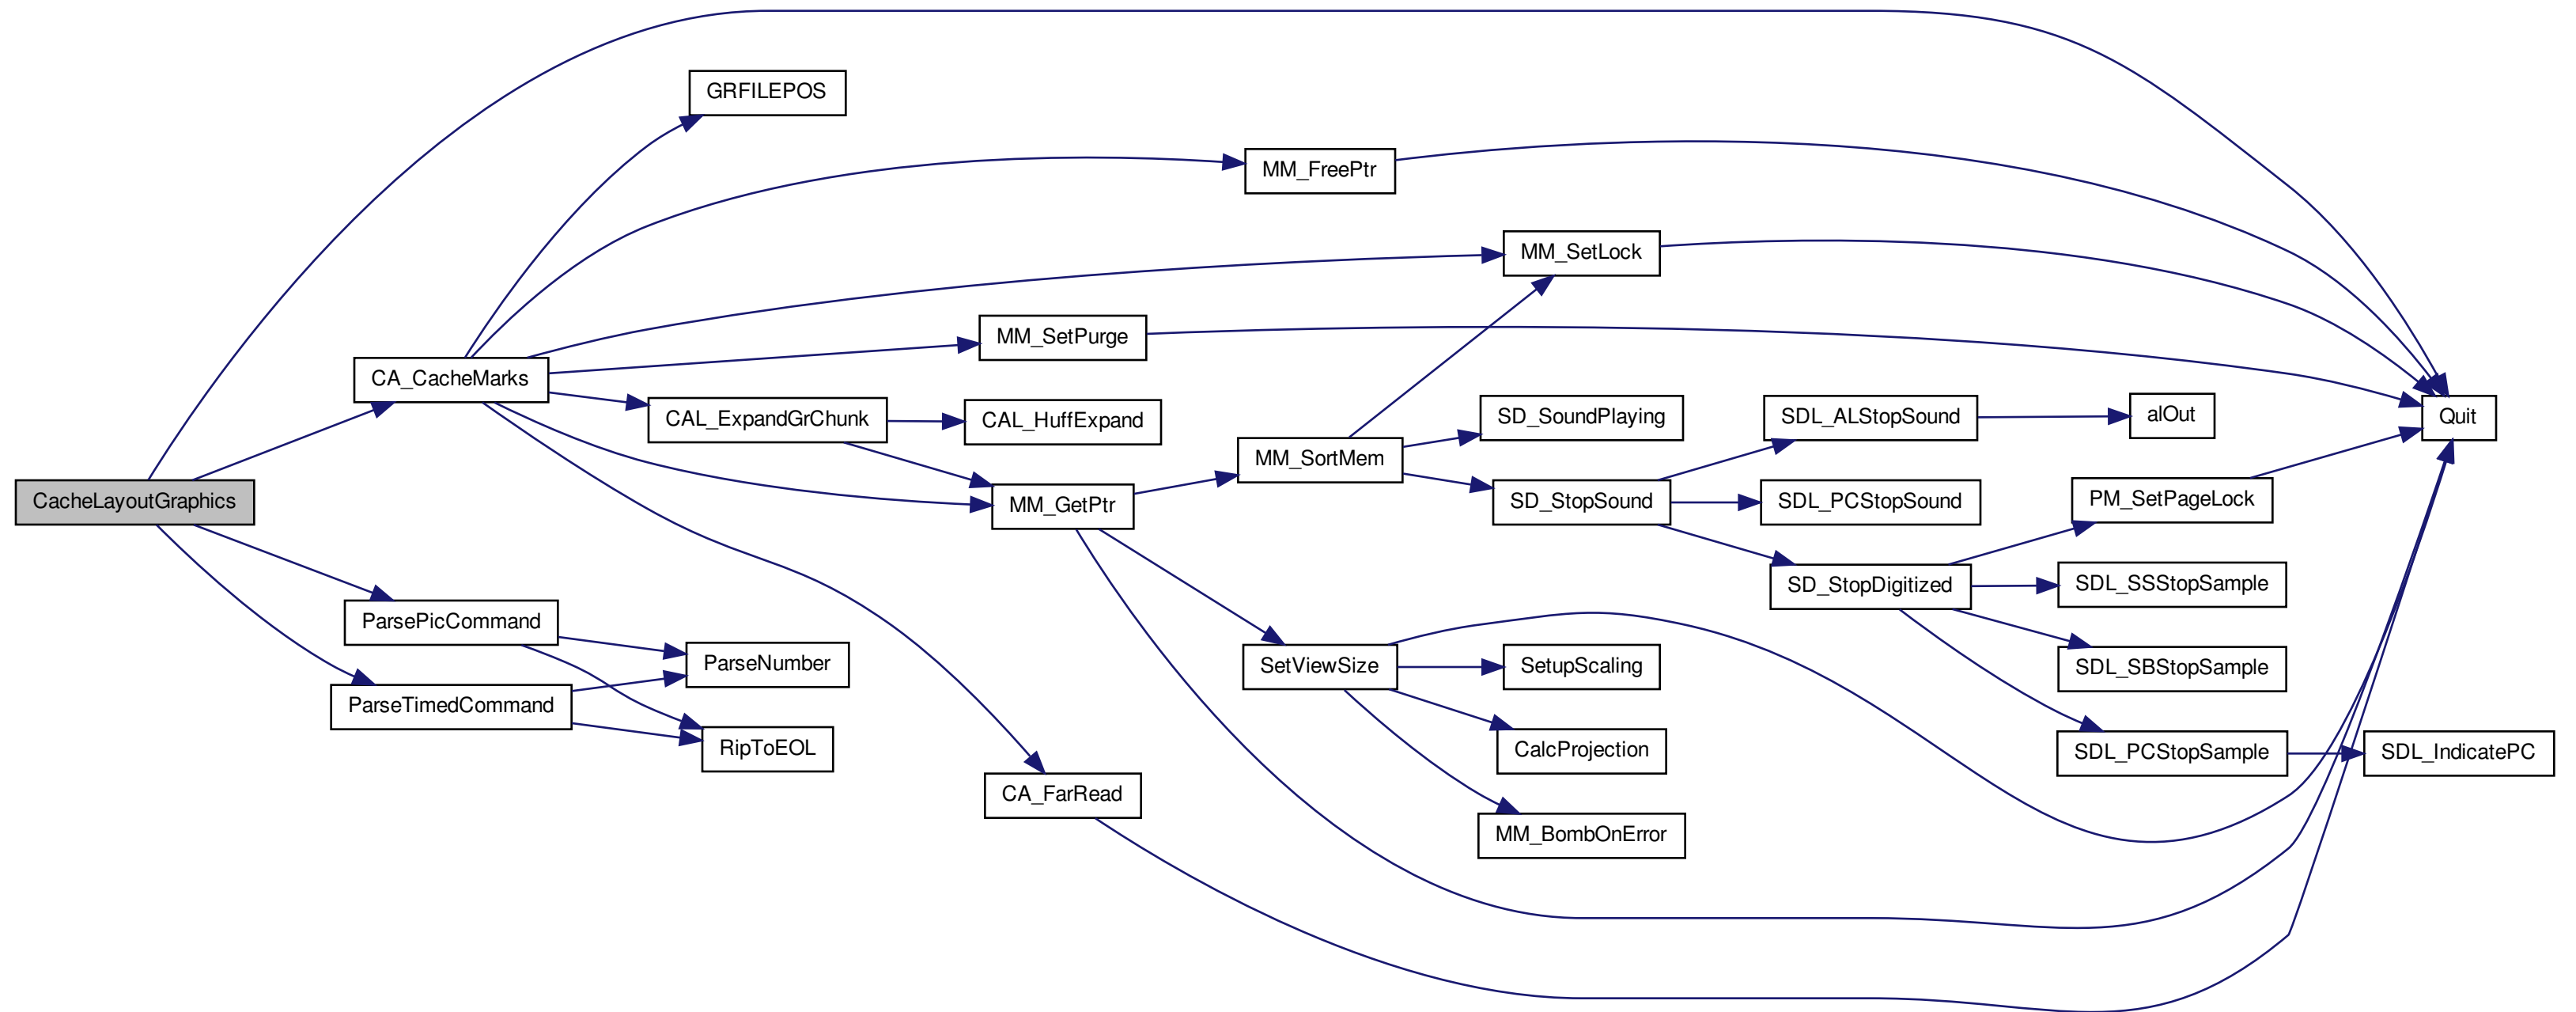 GRFILEPOS
MM_FreePtr
MM_SetLock
MM_SetPurge
CA_CacheMarks
CAL_ExpandGrChunk
CAL_HuffExpand
SD_SoundPlaying
SDL_ALStopSound
alOut
Quit
MM_SortMem
CacheLayoutGraphics
MM_GetPtr
SD_StopSound
SDL_PCStopSound
PM_SetPageLock
SD_StopDigitized
SDL_SSStopSample
ParsePicCommand
ParseNumber
SetViewSize
SetupScaling
SDL_SBStopSample
ParseTimedCommand
RipToEOL
CalcProjection
SDL_PCStopSample
SDL_IndicatePC
CA_FarRead
MM_BombOnError